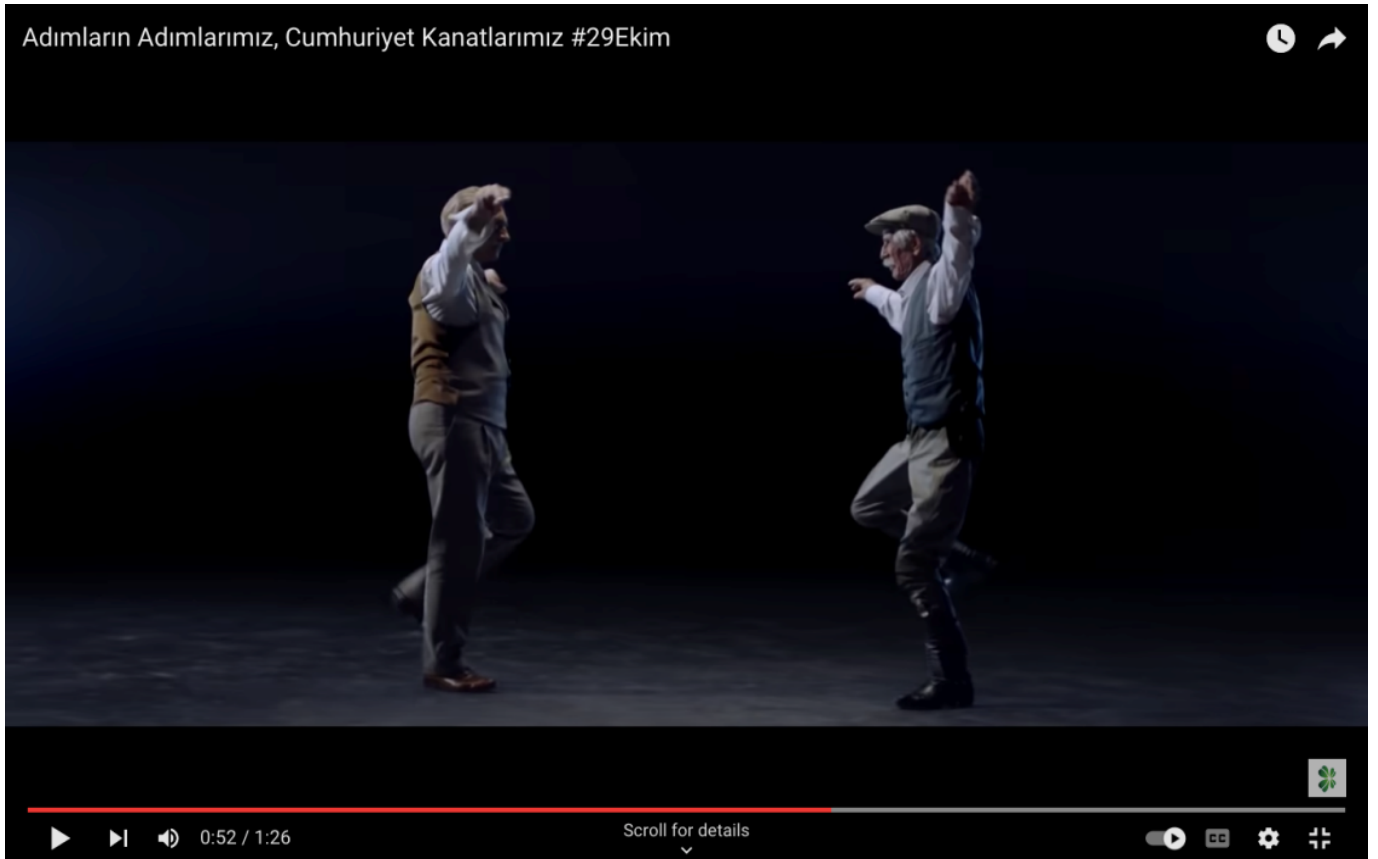 Adımların Adımlarımız, Cumhuriyet Kanatlarımız #29Ekim
0:52 / 1:26
Scroll for details
CC